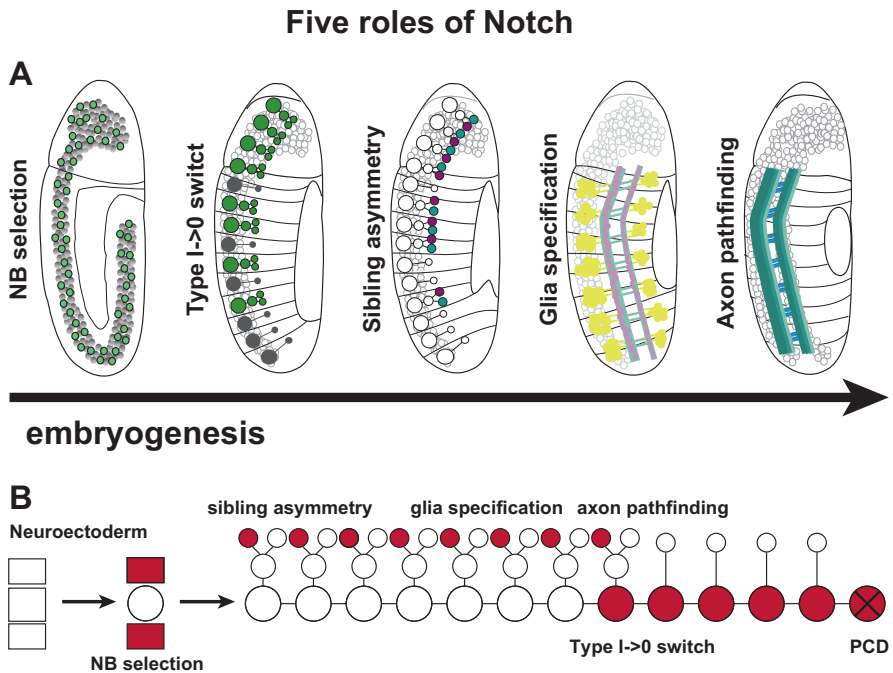 Five roles of Notch
A
NB selection
Type I->0 switct
Sibling asymmetry
Glia specification
Axon pathfinding
embryogenesis
B
sibling asymmetry glia specification axon pathfinding
Neuroectoderm
NB selection
Type I->0 switch
PCD